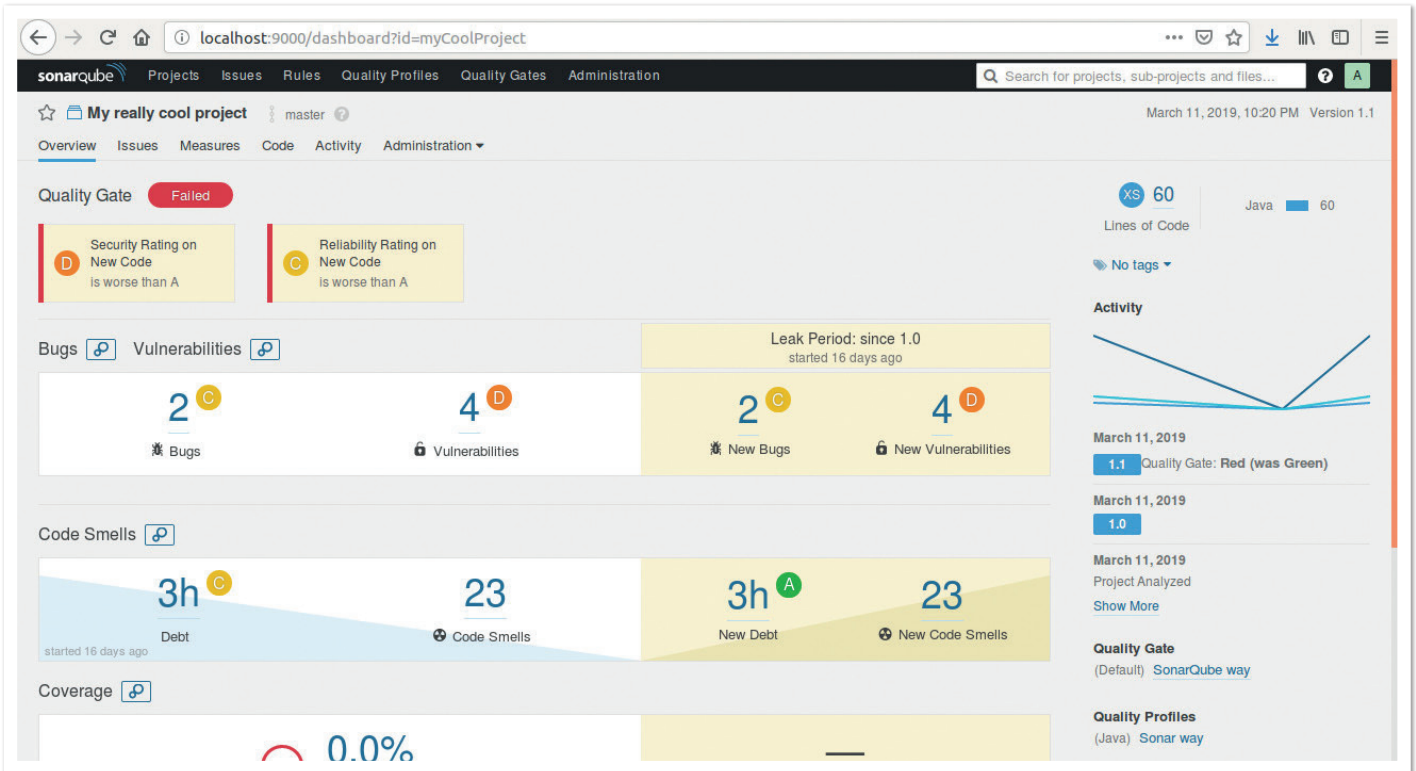 localhost:9000/dashboard?id=myCoolProject
sonarqube Projects Issues Rules Quality Profiles Quality Gates Administration Search for projects, sub-projects and files... ? A
My really cool project master ? March 11, 2019, 10:20 PM Version 1.1
Overview Issues Measures Code Activity Administration
Quality Gate Failed
D Security Rating on
New Code
is worse than A
C Reliability Rating on
New Code
is worse than A
Bugs Vulnerabilities
Leak Period: since 1.0
started 16 days ago
2 C 4 D 2 C 4 D
Bugs Vulnerabilities New Bugs New Vulnerabilities
Code Smells
3h C 23 3h A 23
Debt Code Smells New Debt New Code Smells
started 16 days ago
Coverage
0.0%
XS 60 Java 60
Lines of Code
No tags
Activity
March 11, 2019
1.1 Quality Gate: Red (was Green)
March 11, 2019
1.0
March 11, 2019
Project Analyzed
Show More
Quality Gate
(Default) SonarQube way
Quality Profiles
(Java) Sonar way